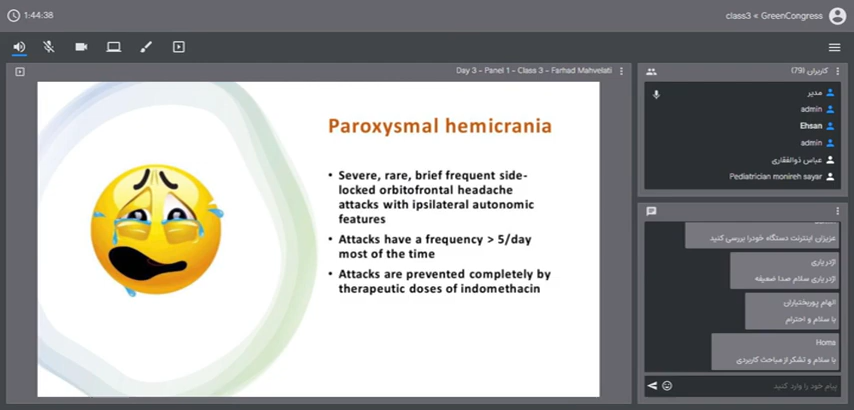 1:44:38
class3 < GreenCongress
Day 3 - Panel 1 - Class 3 - Farhad Mahvelati
Paroxysmal hemicrania
• Severe, rare, brief frequent side-
locked orbitofrontal headache
attacks with ipsilateral autonomic
features
• Attacks have a frequency > 5/day
most of the time
• Attacks are prevented completely by
therapeutic doses of indomethacin
کاربران (79)
مدیر
admin
Ehsan
admin
عباس ذوالفقاری
Pediatrician monireh sayar
عزیزان اینترنت دستگاه خودرا بررسی کنید
اژدر یاری
اژدر یاری سلام صدا ضعیفه
الهام پوربختیاران
با سلام و احترام
Homa
با سلام و تشکر از مباحث کاربردی
پیام خود را وارد کنید